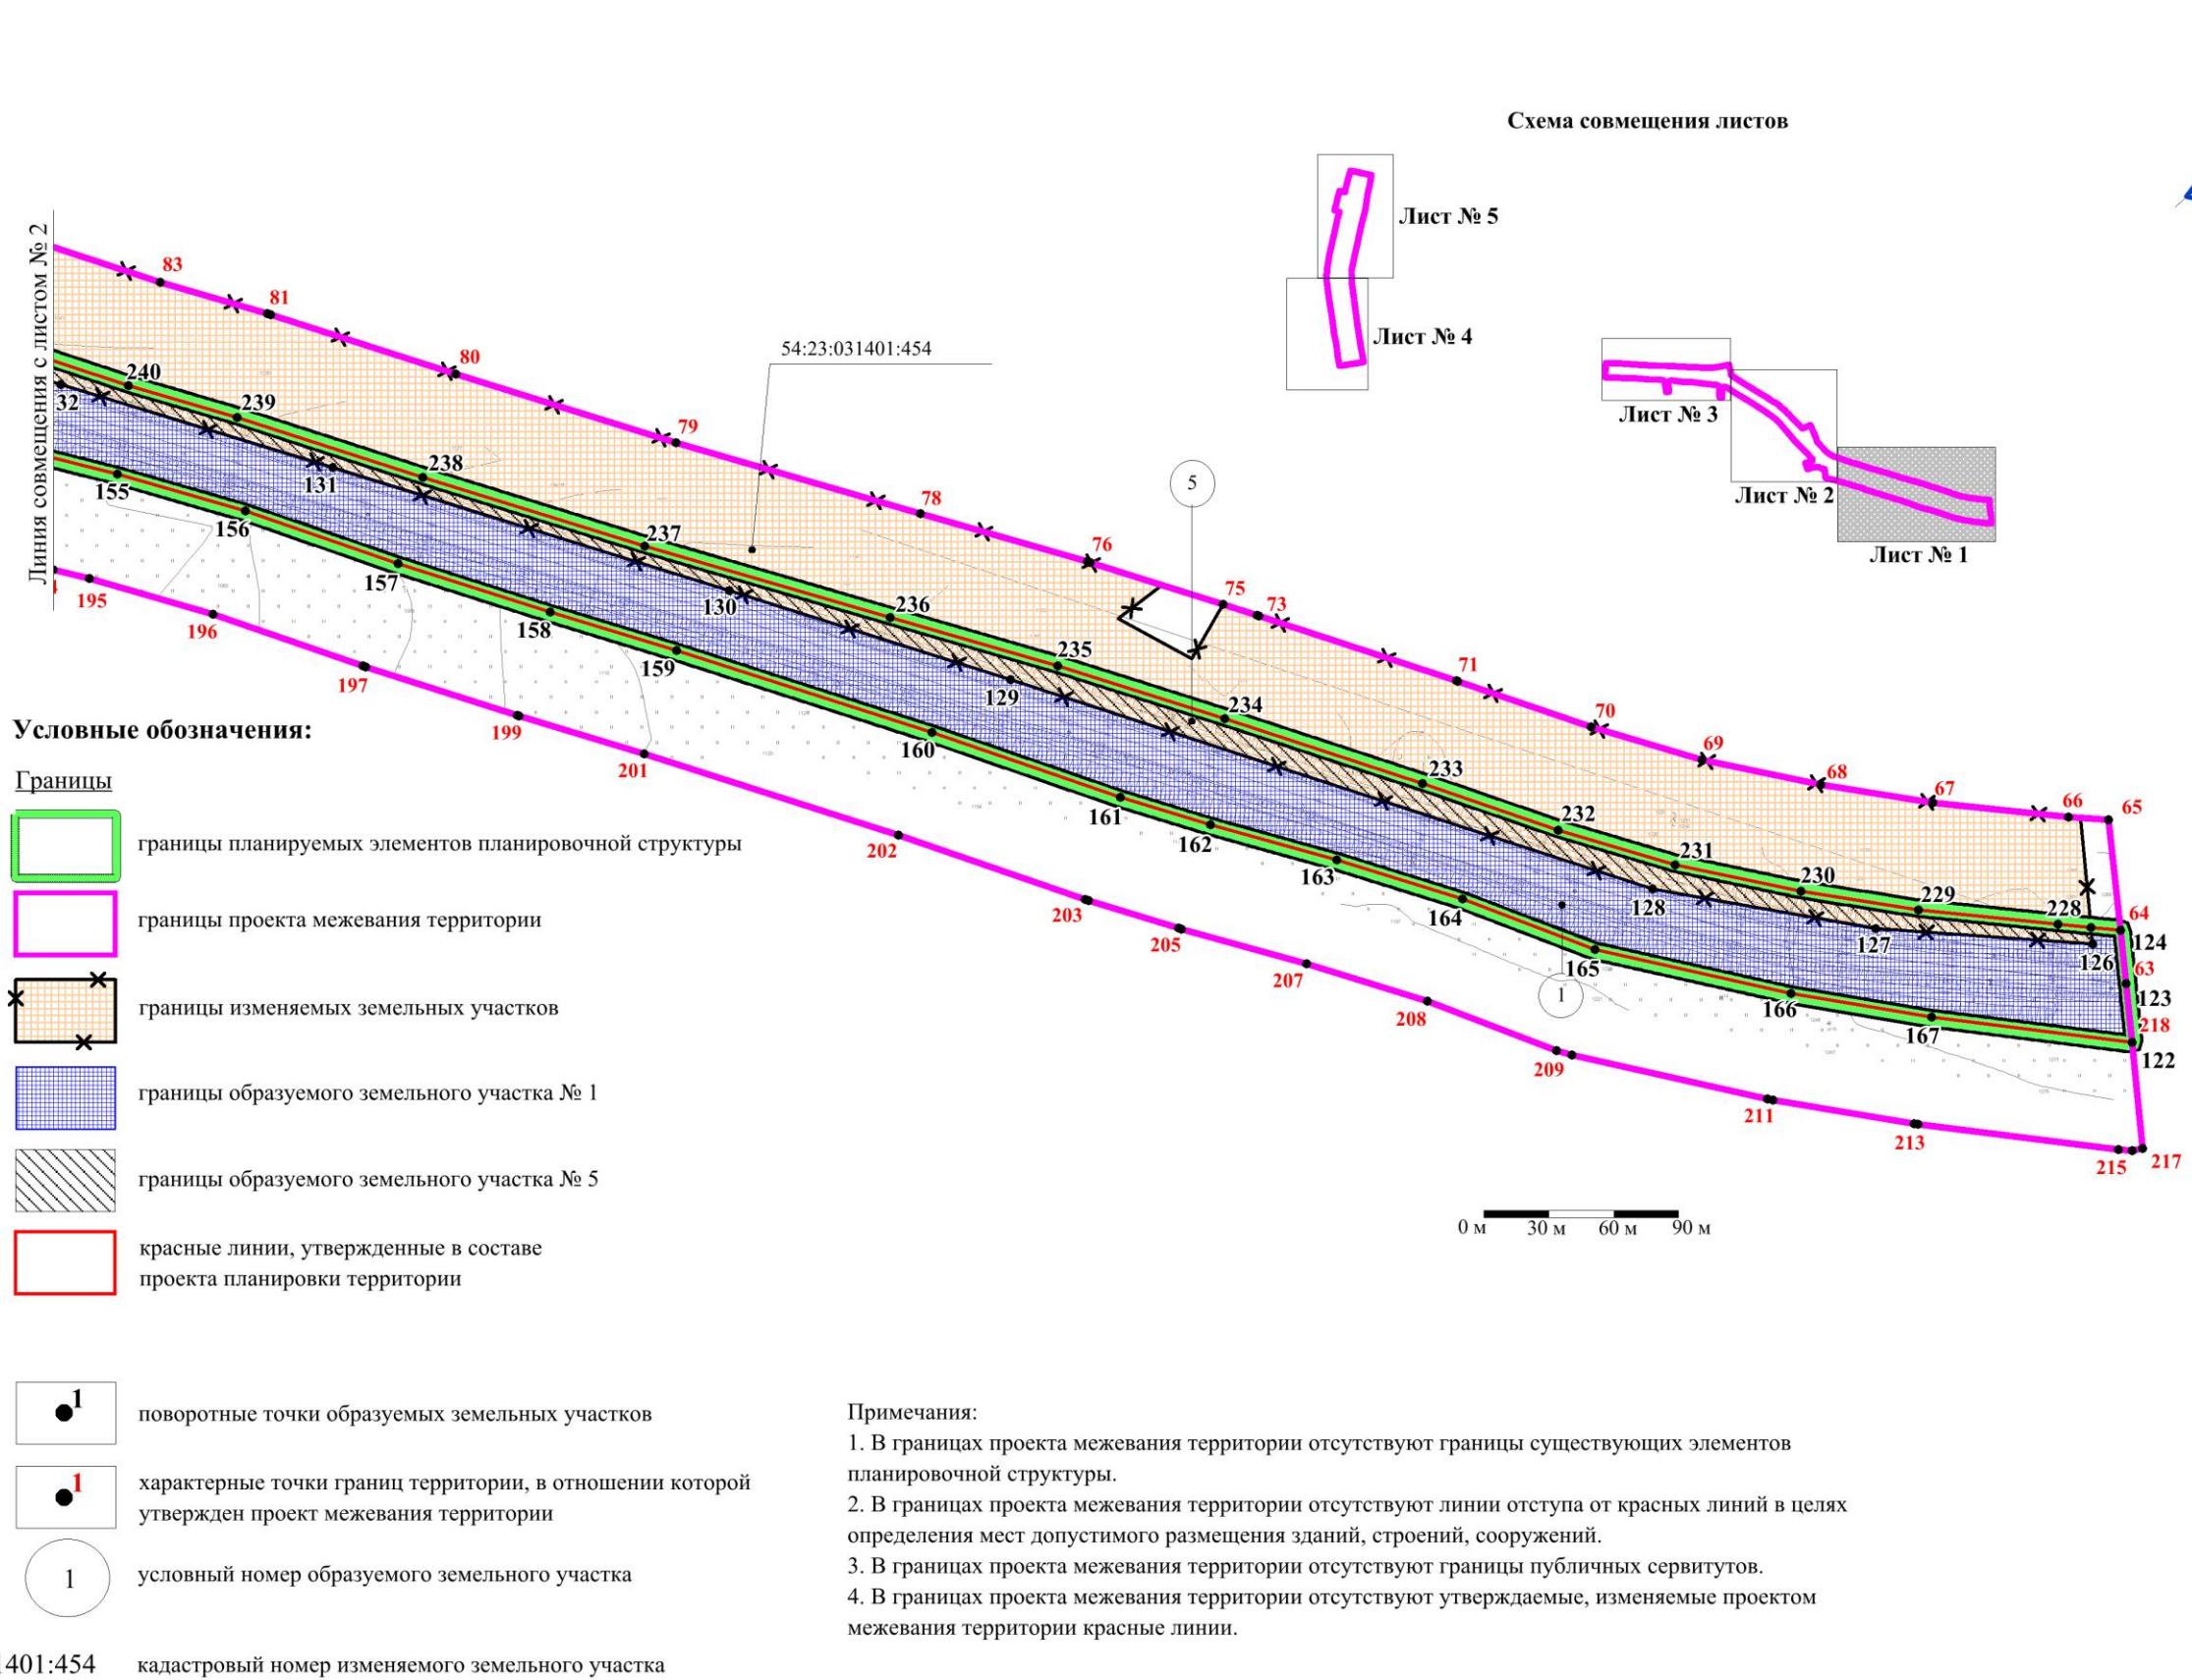 Схема совмещения листов
Лист № 5
Лист № 4
Лист № 3
Лист № 2
Лист № 1
Линия совмещения с листом № 2
83
81
80
79
78
76
75
73
71
70
69
68
67
66
65
64
124
63
123
218
122
54:23:031401:454
5
240
239
238
237
236
235
234
233
232
231
230
229
228
32
131
130
129
128
127
126
155
156
157
158
159
160
161
162
163
164
165
166
167
1
195
196
197
199
201
202
203
205
207
208
209
211
213
215
217
Условные обозначения:
Границы
границы планируемых элементов планировочной структуры
границы проекта межевания территории
границы изменяемых земельных участков
границы образуемого земельного участка № 1
границы образуемого земельного участка № 5
красные линии, утвержденные в составе
проекта планировки территории
0 м 30 м 60 м 90 м
1 поворотные точки образуемых земельных участков
1 характерные точки границ территории, в отношении которой
утвержден проект межевания территории
1 условный номер образуемого земельного участка
401:454 кадастровый номер изменяемого земельного участка
Примечания:
1. В границах проекта межевания территории отсутствуют границы существующих элементов
планировочной структуры.
2. В границах проекта межевания территории отсутствуют линии отступа от красных линий в целях
определения мест допустимого размещения зданий, строений, сооружений.
3. В границах проекта межевания территории отсутствуют границы публичных сервитутов.
4. В границах проекта межевания территории отсутствуют утверждаемые, изменяемые проектом
межевания территории красные линии.